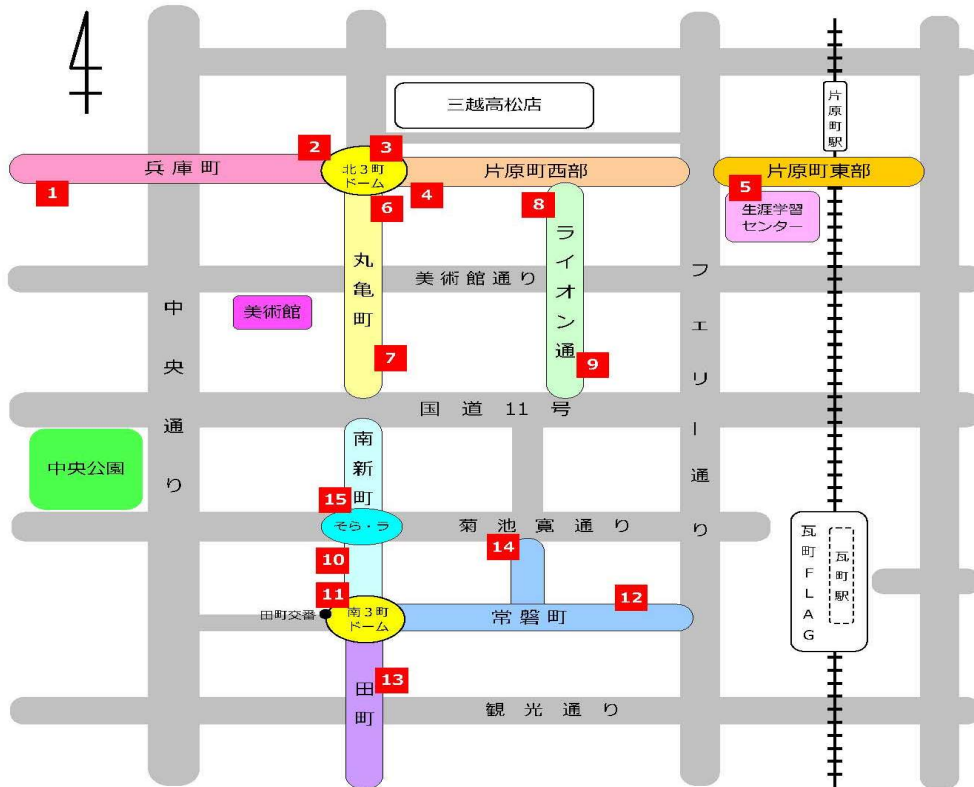 三越高松店
片原町駅
2
3
兵庫町
北3町
ドーム
片原町西部
片原町東部
1
4
5
6
8
生涯学習
センター
丸亀町
ライオン通
美術館通り
フェリー通り
中央通り
美術館
7
9
国道11号
中央公園
南新町
15
そら・ラ
菊池寛通り
瓦町FLAG
瓦町駅
10
14
11
12
田町交番
南3町
ドーム
常磐町
13
田町
観光通り